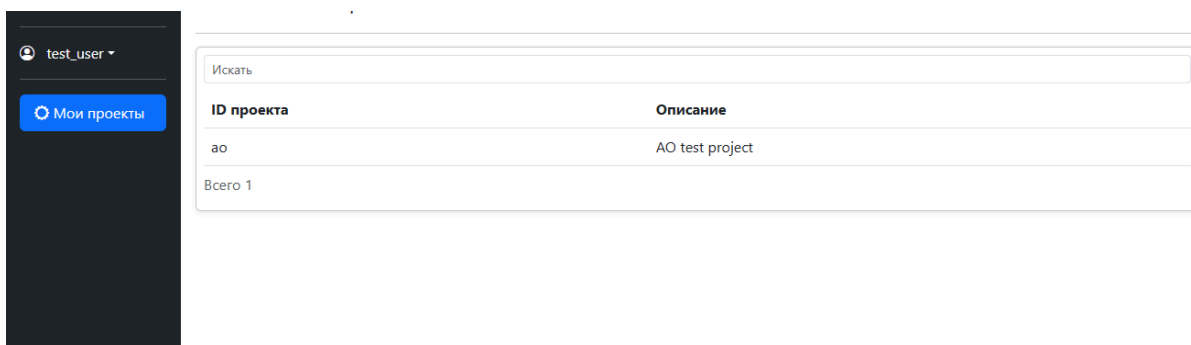 test_user
Мои проекты
Искать
ID проекта Описание
ao AO test project
Всего 1